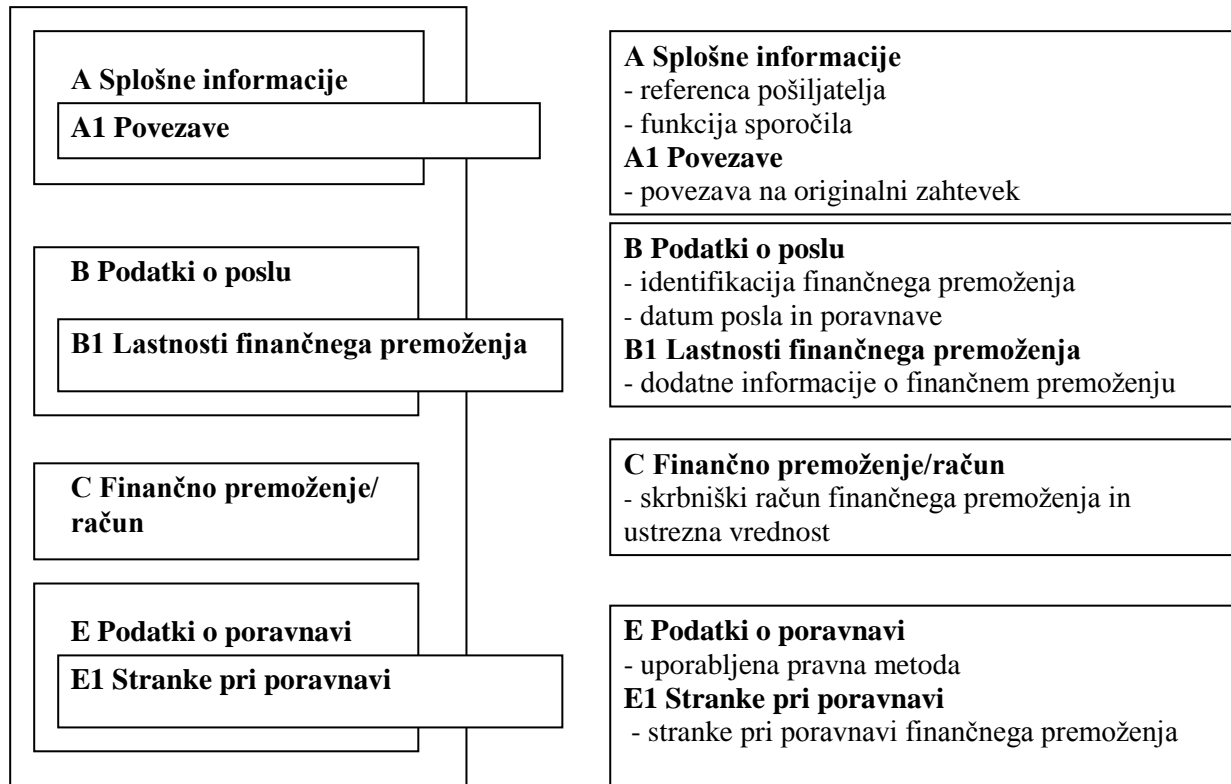 A Splošne informacije
A1 Povezave
B Podatki o poslu
B1 Lastnosti finančnega premoženja
C Finančno premoženje/
račun
E Podatki o poravnavi
E1 Stranke pri poravnavi
A Splošne informacije
- referenca pošiljatelja
- funkcija sporočila
A1 Povezave
- povezava na originalni zahtevek
B Podatki o poslu
- identifikacija finančnega premoženja
- datum posla in poravnave
B1 Lastnosti finančnega premoženja
- dodatne informacije o finančnem premoženju
C Finančno premoženje/račun
- skrbniški račun finančnega premoženja in
ustrezna vrednost
E Podatki o poravnavi
- uporabljena pravna metoda
E1 Stranke pri poravnavi
- stranke pri poravnavi finančnega premoženja